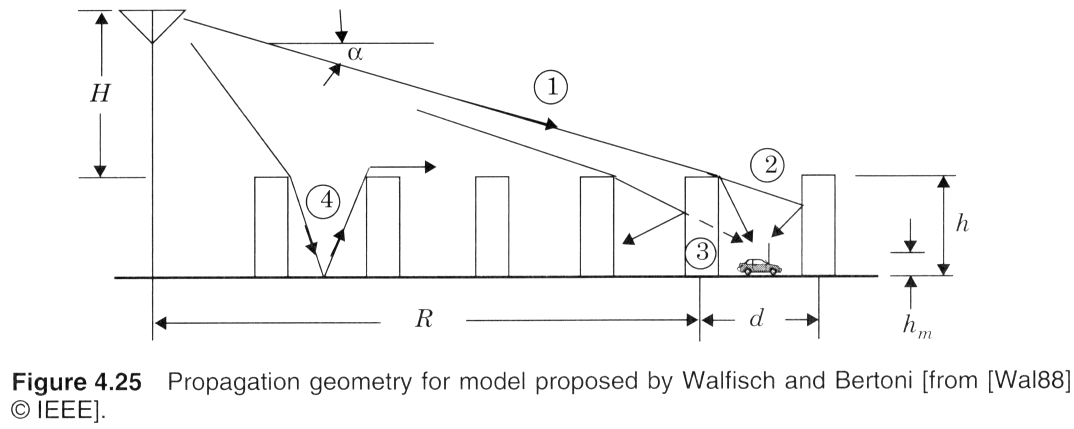 α
H
①
②
④
③
h
R
d
hₘ
Figure 4.25 Propagation geometry for model proposed by Walfisch and Bertoni [from [Wal88]
© IEEE].